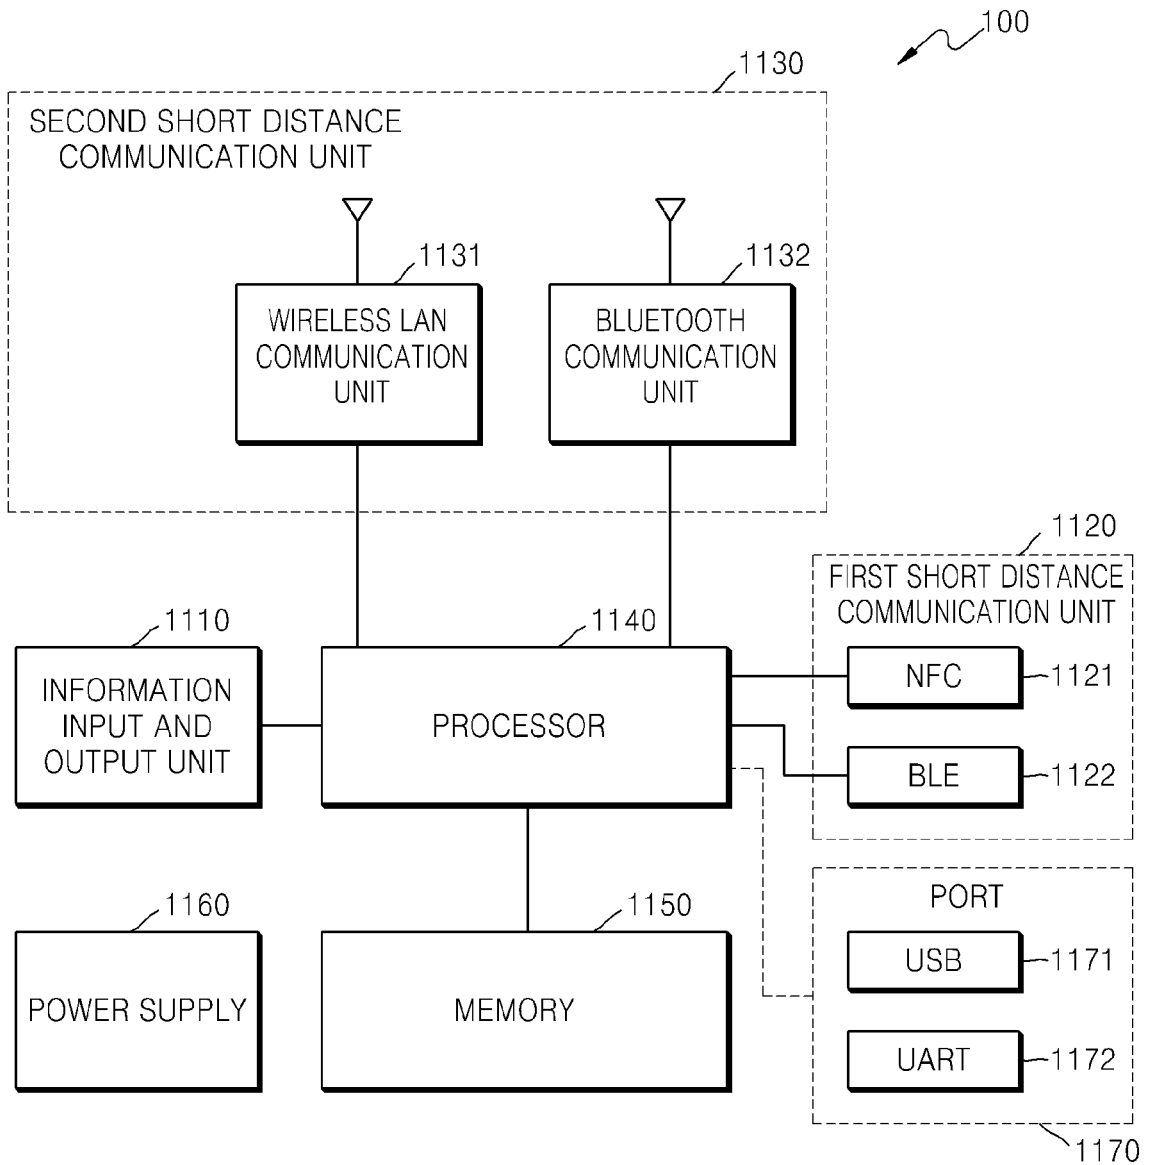 100
1130
SECOND SHORT DISTANCE
COMMUNICATION UNIT
1131
1132
WIRELESS LAN
COMMUNICATION
UNIT
BLUETOOTH
COMMUNICATION
UNIT
1120
FIRST SHORT DISTANCE
COMMUNICATION UNIT
1110
1140
INFORMATION
INPUT AND
OUTPUT UNIT
PROCESSOR
NFC
1121
BLE
1122
1160
1150
POWER SUPPLY
MEMORY
PORT
USB
1171
UART
1172
1170